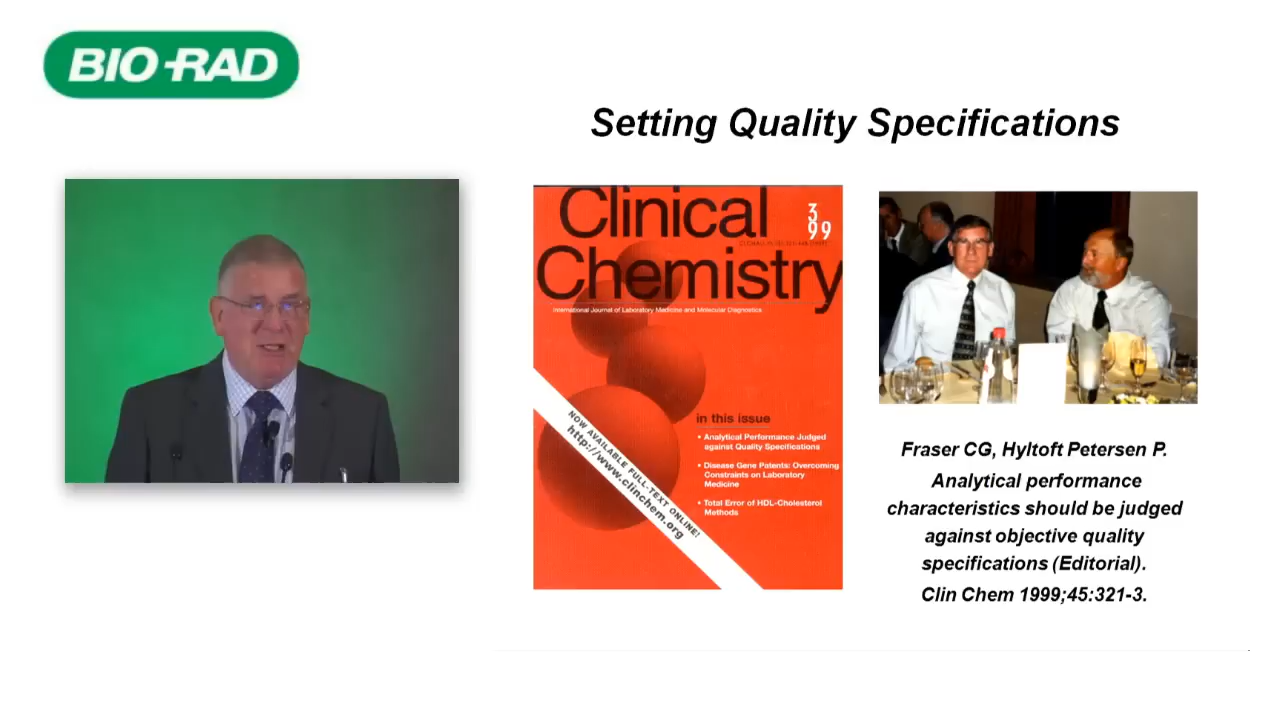 BIO-RAD
Setting Quality Specifications
Clinical
Chemistry
3
99
International Journal of Laboratory Medicine and Molecular Diagnostics
in this issue
• Analytical Performance Judged
against Quality Specifications
• Disease Gene Patents: Overcoming
Constraints on Laboratory
Medicine
• Total Error of HDL-Cholesterol
Methods
NOW AVAILABLE FULL-TEXT ONLINE!
http://www.clinchem.org
Fraser CG, Hyltoft Petersen P.
Analytical performance
characteristics should be judged
against objective quality
specifications (Editorial).
Clin Chem 1999;45:321-3.